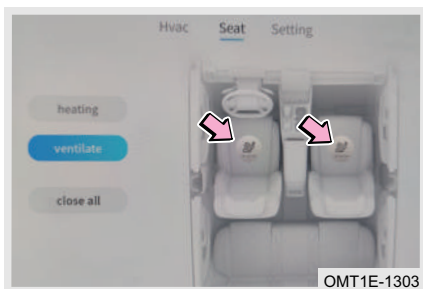 Hvac Seat Setting
heating
ventilate
close all
OMT1E-1303